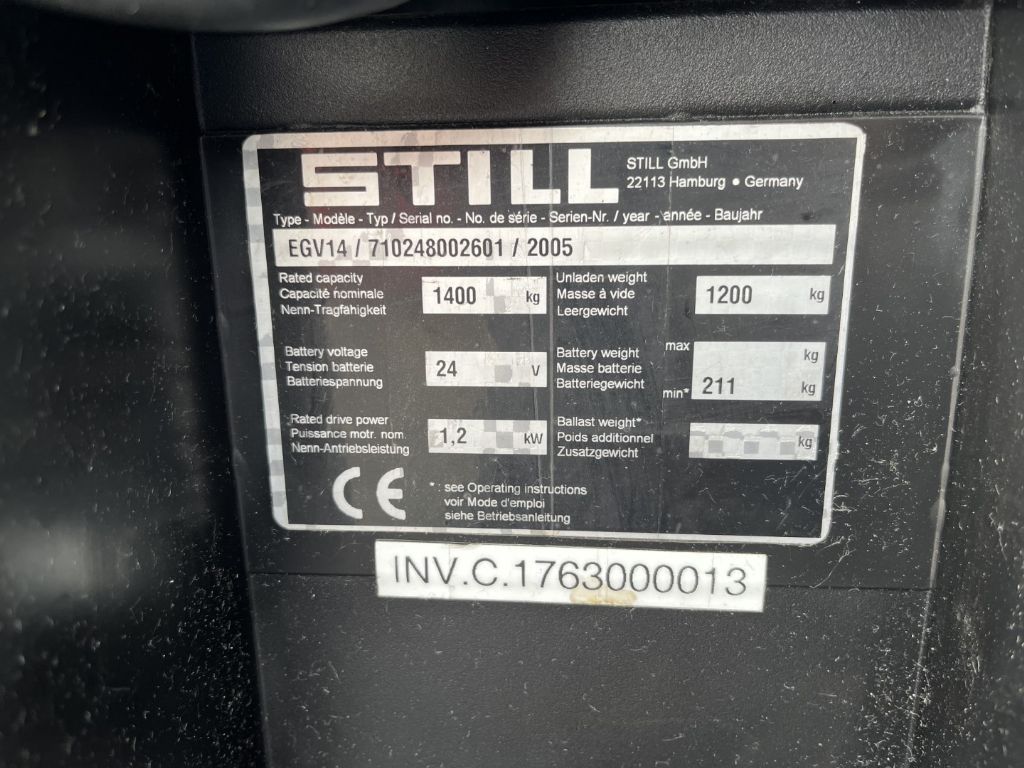 STILL
STILL GmbH
22113 Hamburg ● Germany
Type - Modèle - Typ / Serial no. - No. de série - Serien-Nr. / year - année - Baujahr
EGV14 / 710248002601 / 2005
Rated capacity
Capacité nominale
Nenn-Tragfähigkeit
1400 kg
Unladen weight
Masse à vide
Leergewicht
1200 kg
Battery voltage
Tension batterie
Batteriespannung
24 V
Battery weight
Masse batterie
Batteriegewicht
max kg
min* 211 kg
Rated drive power
Puissance motr. nom.
Nenn-Antriebsleistung
1,2 kW
Ballast weight*
Poids additionnel
Zusatzgewicht
kg
CE
* : see Operating instructions
voir Mode d'emploi
siehe Betriebsanleitung
INV.C.1763000013